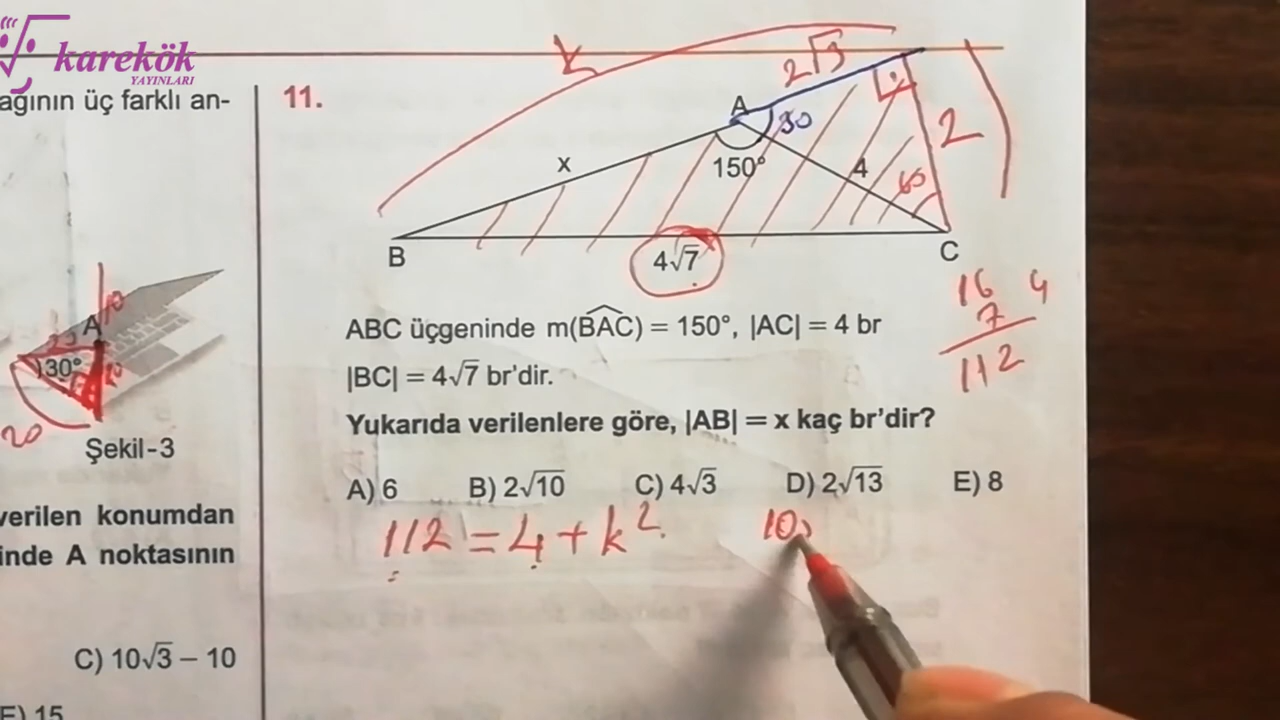 karekök
YAYINLARI
ağının üç farklı an-
A
30°
20
Şekil-3
verilen konumdan
inde A noktasının
C) 10√3 – 10
E) 15
11.
2√3
A
30
2
x
150°
4
60
B
4√7
C
16 4
7
112
ABC üçgeninde m(BAC) = 150°, |AC| = 4 br
|BC| = 4√7 br'dir.
Yukarıda verilenlere göre, |AB| = x kaç br'dir?
A) 6 B) 2√10 C) 4√3 D) 2√13 E) 8
112 = 4 + k²